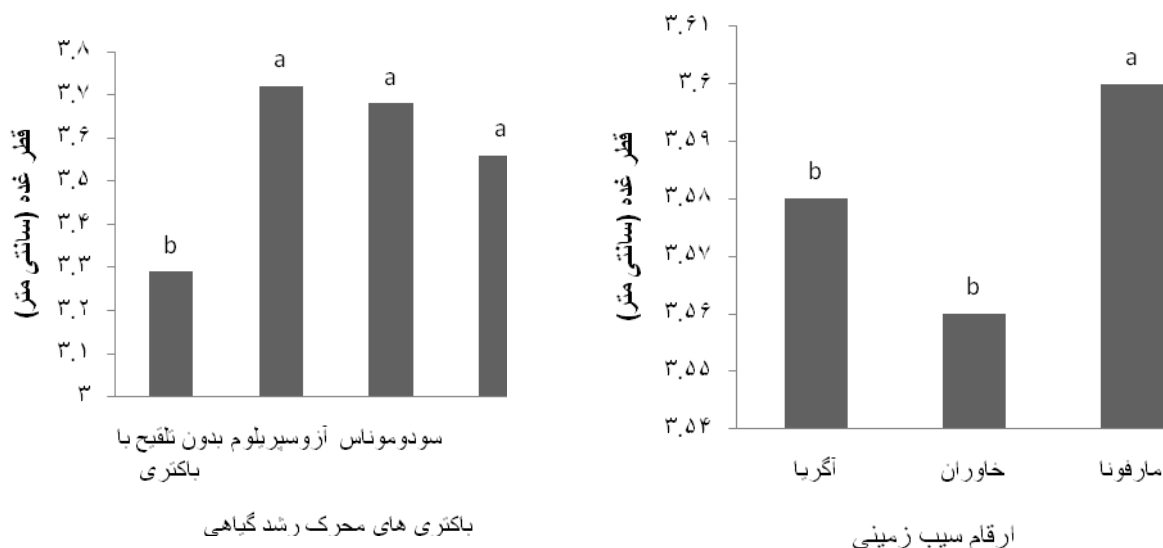 ۳.۸
۳.۷
۳.۶
۳.۵
۳.۴
۳.۳
۳.۲
۳.۱
۳
قطر غده (سانتی متر)
b
a
a
a
بدون تلقیح با آزوسپریلوم سودوموناس
باکتری
باکتری های محرک رشد گیاهی
۳.۶۱
۳.۶
۳.۵۹
۳.۵۸
۳.۵۷
۳.۵۶
۳.۵۵
۳.۵۴
قطر غده (سانتی متر)
b
b
a
آگریا خاوران مارفونا
ارقام سیب زمینی